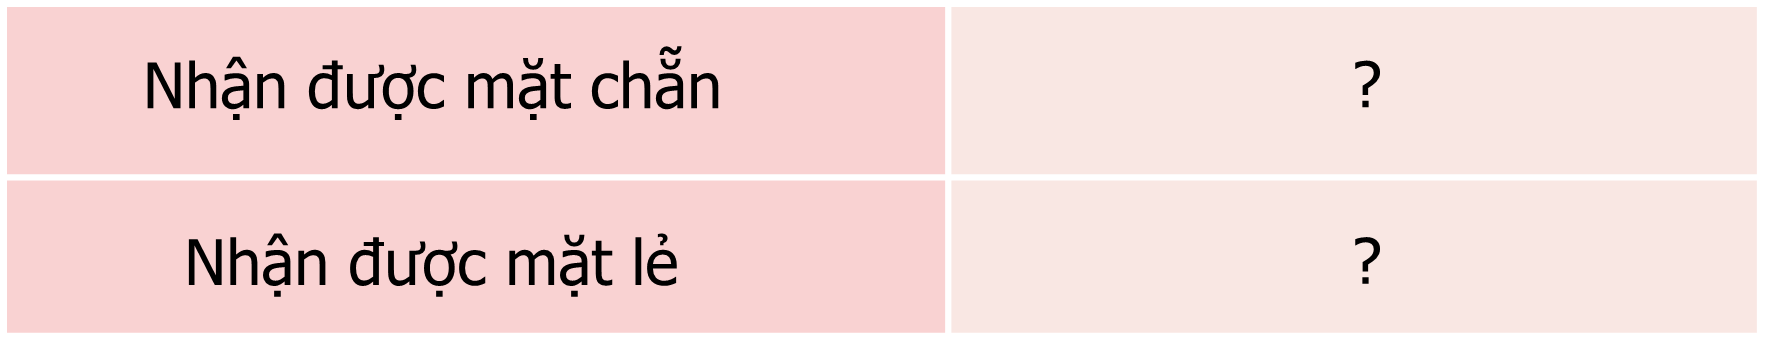 Nhận được mặt chẵn
?
Nhận được mặt lẻ
?